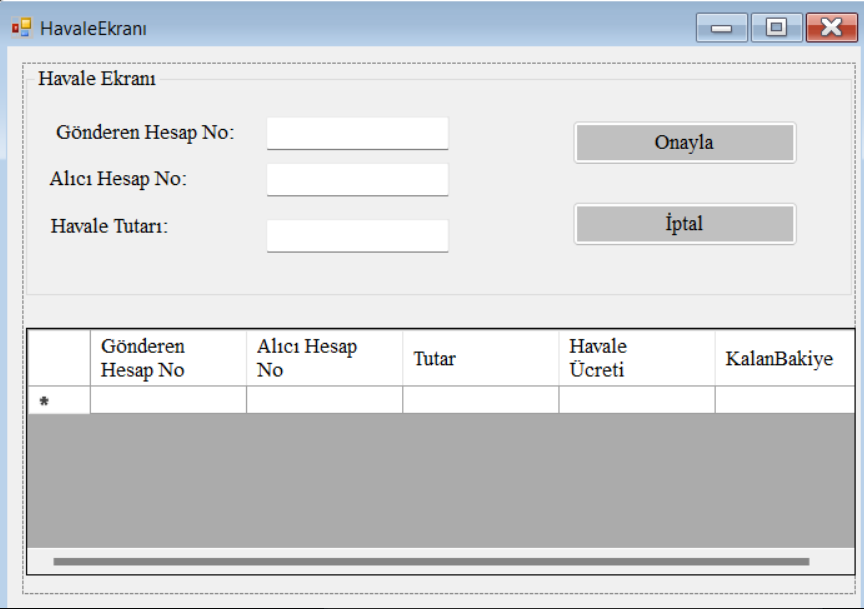 HavaleEkranı
Havale Ekranı
Gönderen Hesap No:
Onayla
Alıcı Hesap No:
Havale Tutarı:
İptal
Gönderen
Hesap No
Alıcı Hesap
No
Tutar
Havale
Ücreti
KalanBakiye
*